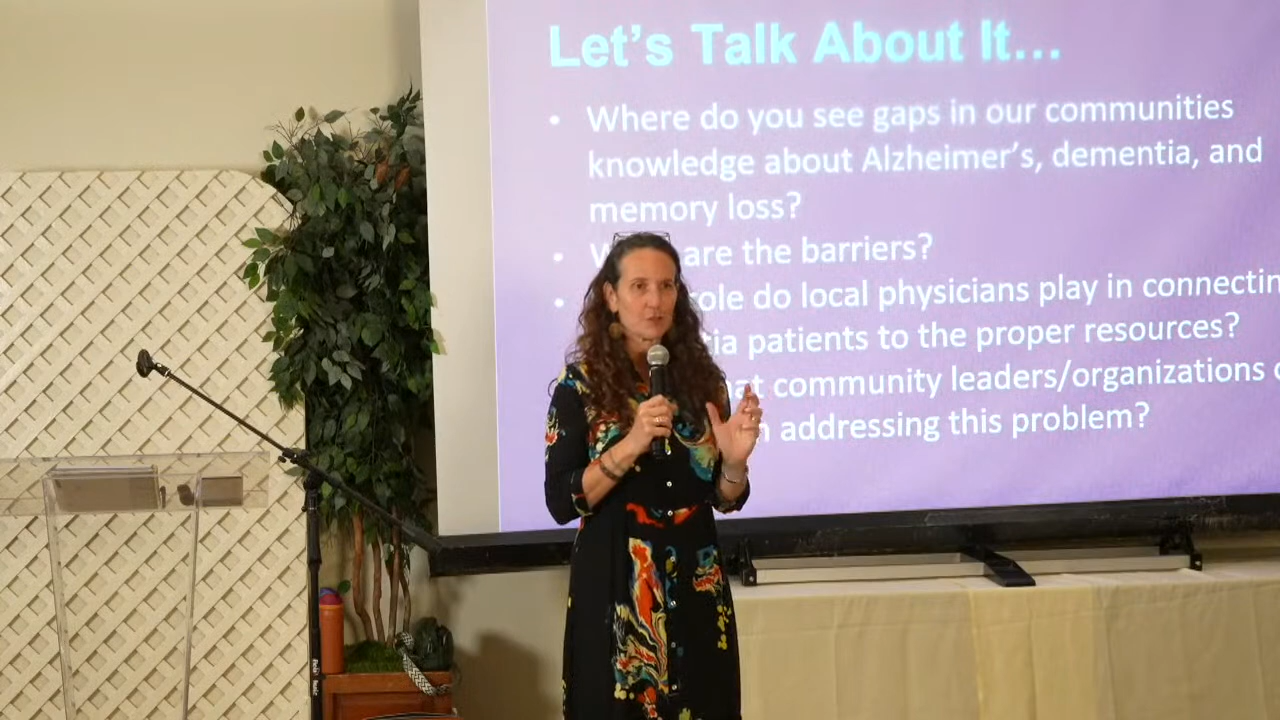 Let's Talk About It...
• Where do you see gaps in our communities
knowledge about Alzheimer's, dementia, and
memory loss?
• are the barriers?
• role do local physicians play in connectin
patients to the proper resources?
community leaders/organizations
addressing this problem?